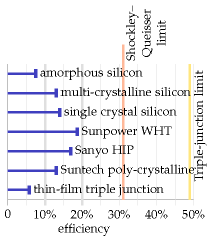 Shockley–
Queisser
limit
Triple-junction limit
amorphous silicon
multi-crystalline silicon
single crystal silicon
Sunpower WHT
Sanyo HIP
Suntech poly-crystalline
thin-film triple junction
0 10% 20% 30% 40% 50%
efficiency